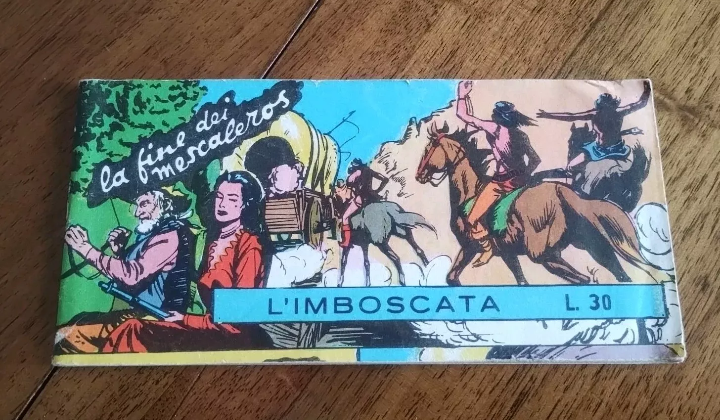 la fine dei
mescaleros
L'IMBOSCATA L. 30